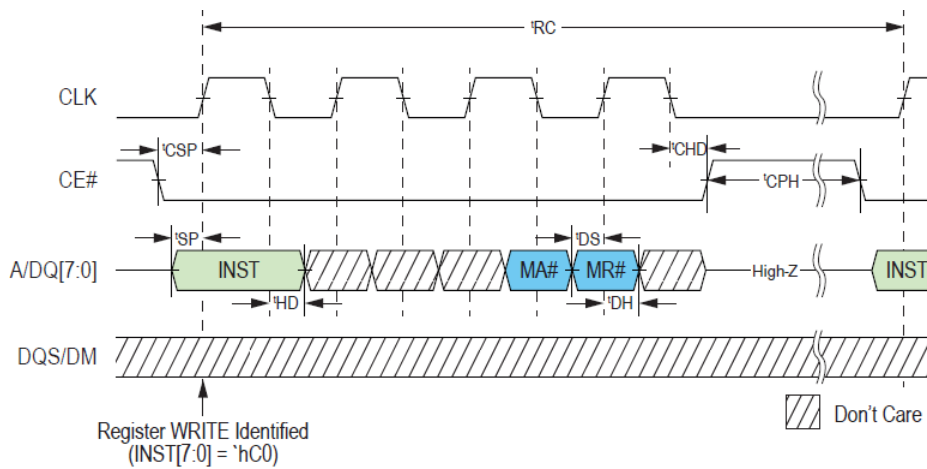 tRC
CLK
tCSP
tCHD
CE#
tCPH
tSP
tDS
A/DQ[7:0]
INST
MA#
MR#
High-Z
INST
tHD
tDH
DQS/DM
Register WRITE Identified
(INST[7:0] = `hC0)
Don't Care